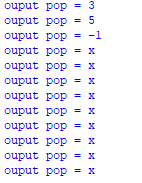 ouput pop = 3
ouput pop = 5
ouput pop = -1
ouput pop = x
ouput pop = x
ouput pop = x
ouput pop = x
ouput pop = x
ouput pop = x
ouput pop = x
ouput pop = x
ouput pop = x